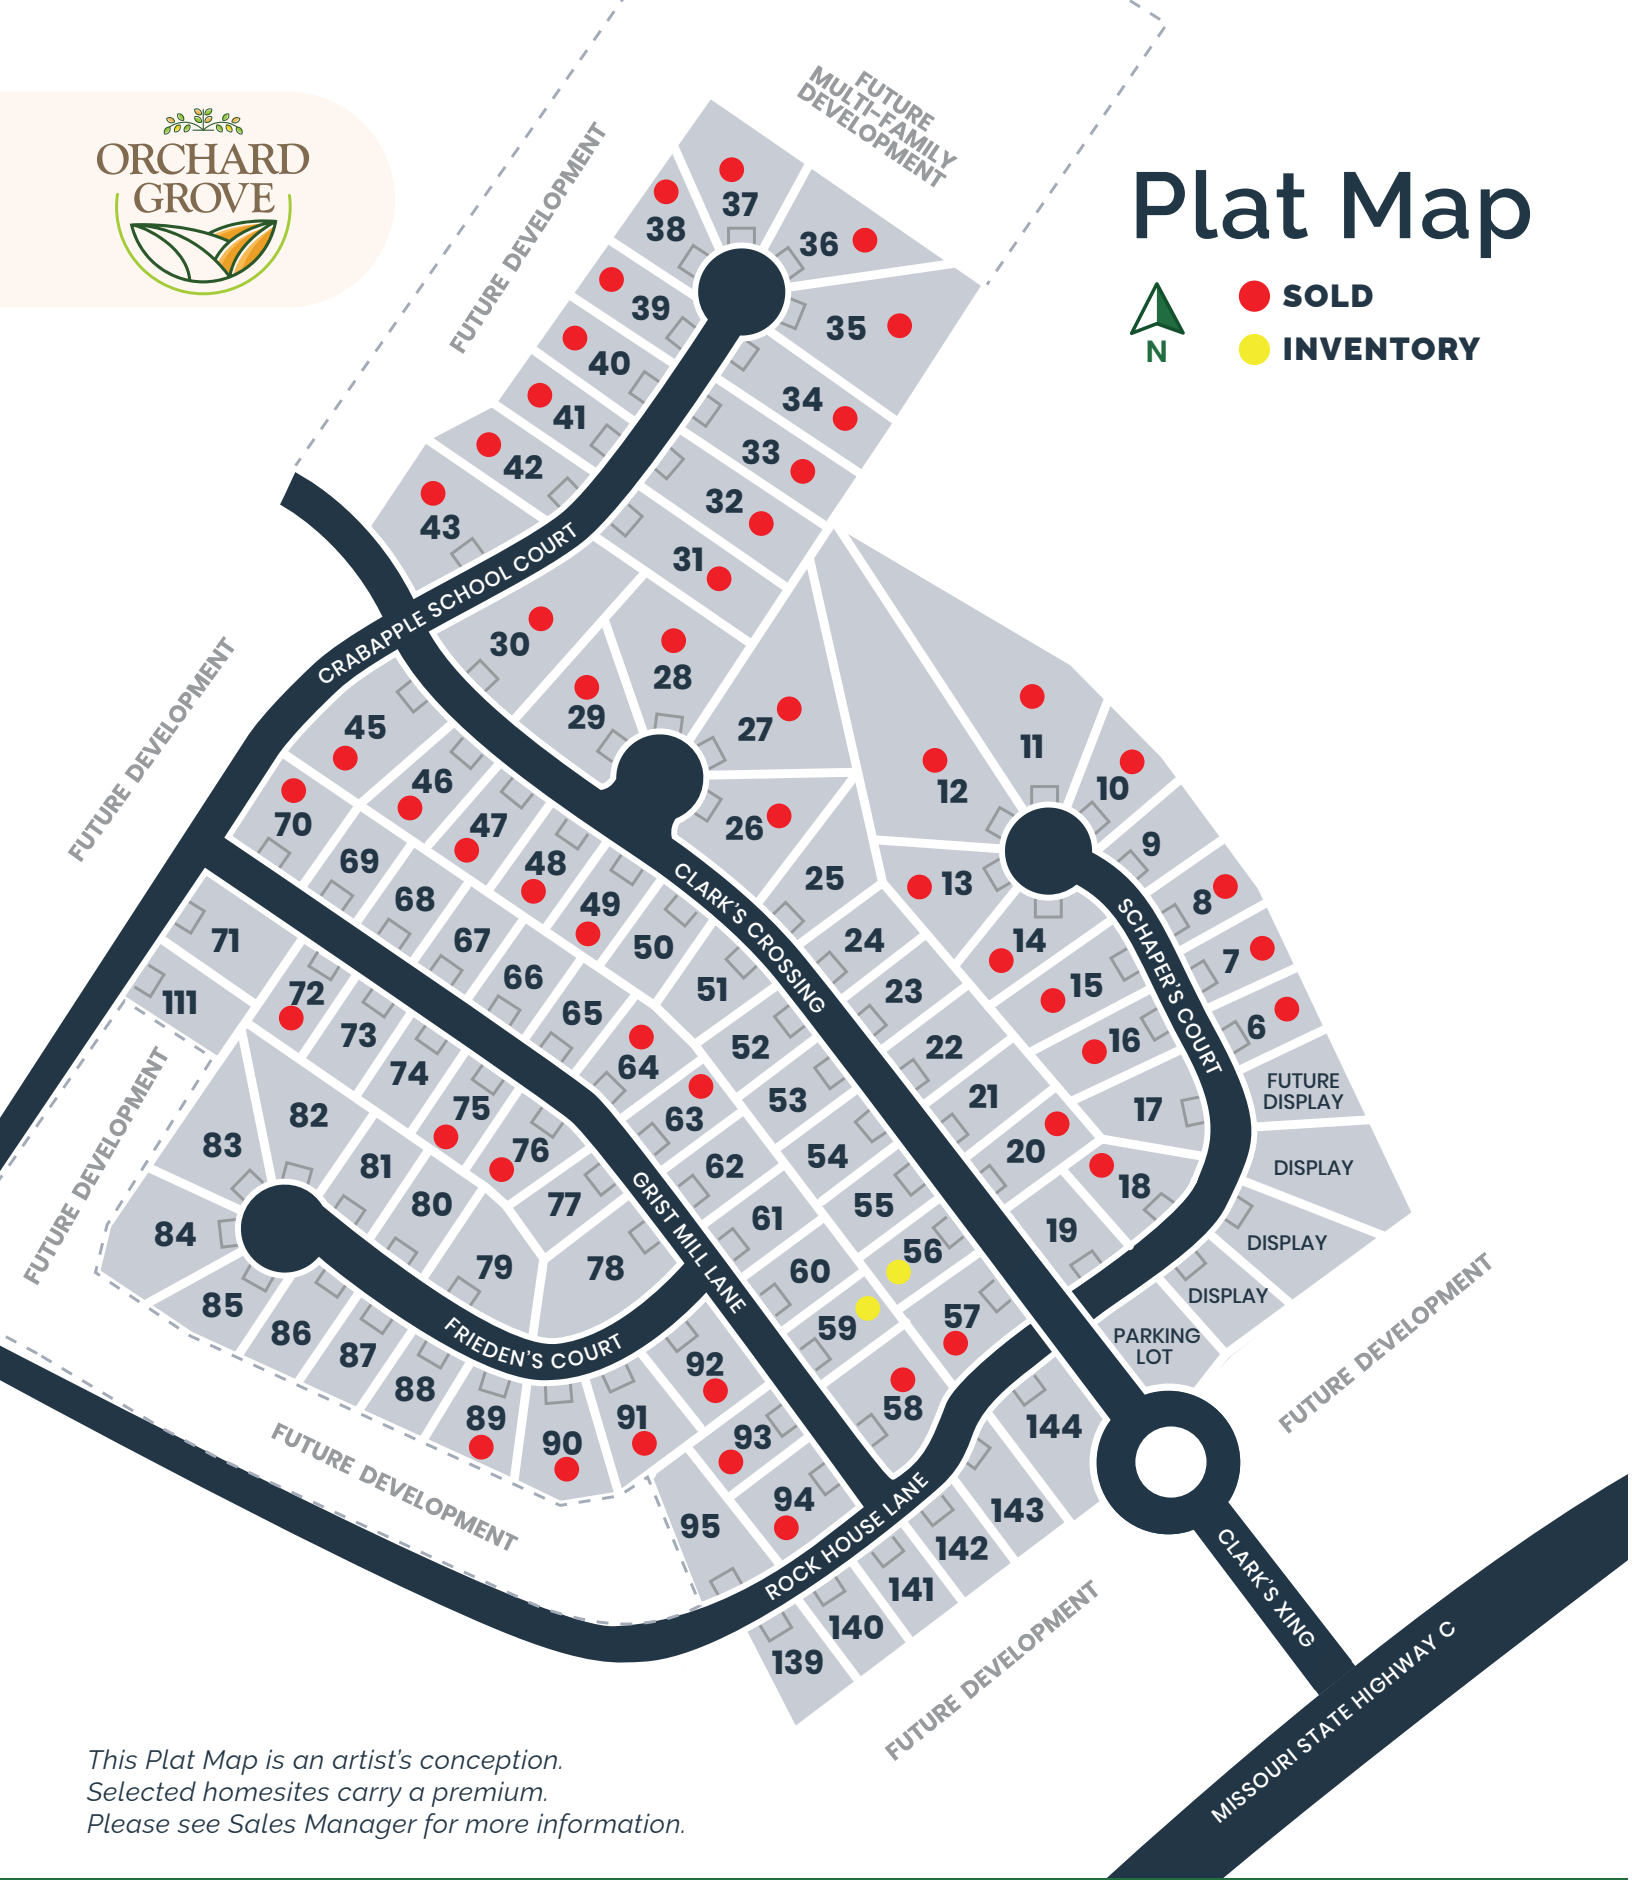 ORCHARD
GROVE
Plat Map
N
SOLD
INVENTORY
FUTURE
MULTI-FAMILY
DEVELOPMENT
FUTURE DEVELOPMENT
37
38
36
39
35
40
34
41
33
42
32
43
31
CRABAPPLE SCHOOL COURT
30
28
29
27
FUTURE DEVELOPMENT
45
11
46
12
10
70
47
26
9
69
48
25
13
8
68
49
CLARK'S CROSSING
SCHAPER'S COURT
71
67
50
24
14
7
111
72
66
51
23
15
73
65
52
22
16
6
74
64
53
21
17
FUTURE
DISPLAY
FUTURE DEVELOPMENT
82
75
63
83
76
54
20
81
62
18
DISPLAY
80
77
GRIST MILL LANE
61
55
19
84
79
78
60
56
DISPLAY
85
59
57
DISPLAY
86
FRIEDEN'S COURT
PARKING
LOT
87
92
88
58
FUTURE DEVELOPMENT
89
91
93
144
90
FUTURE DEVELOPMENT
94
95
143
ROCK HOUSE LANE
142
141
140
139
CLARK'S XING
FUTURE DEVELOPMENT
MISSOURI STATE HIGHWAY C
This Plat Map is an artist's conception.
Selected homesites carry a premium.
Please see Sales Manager for more information.